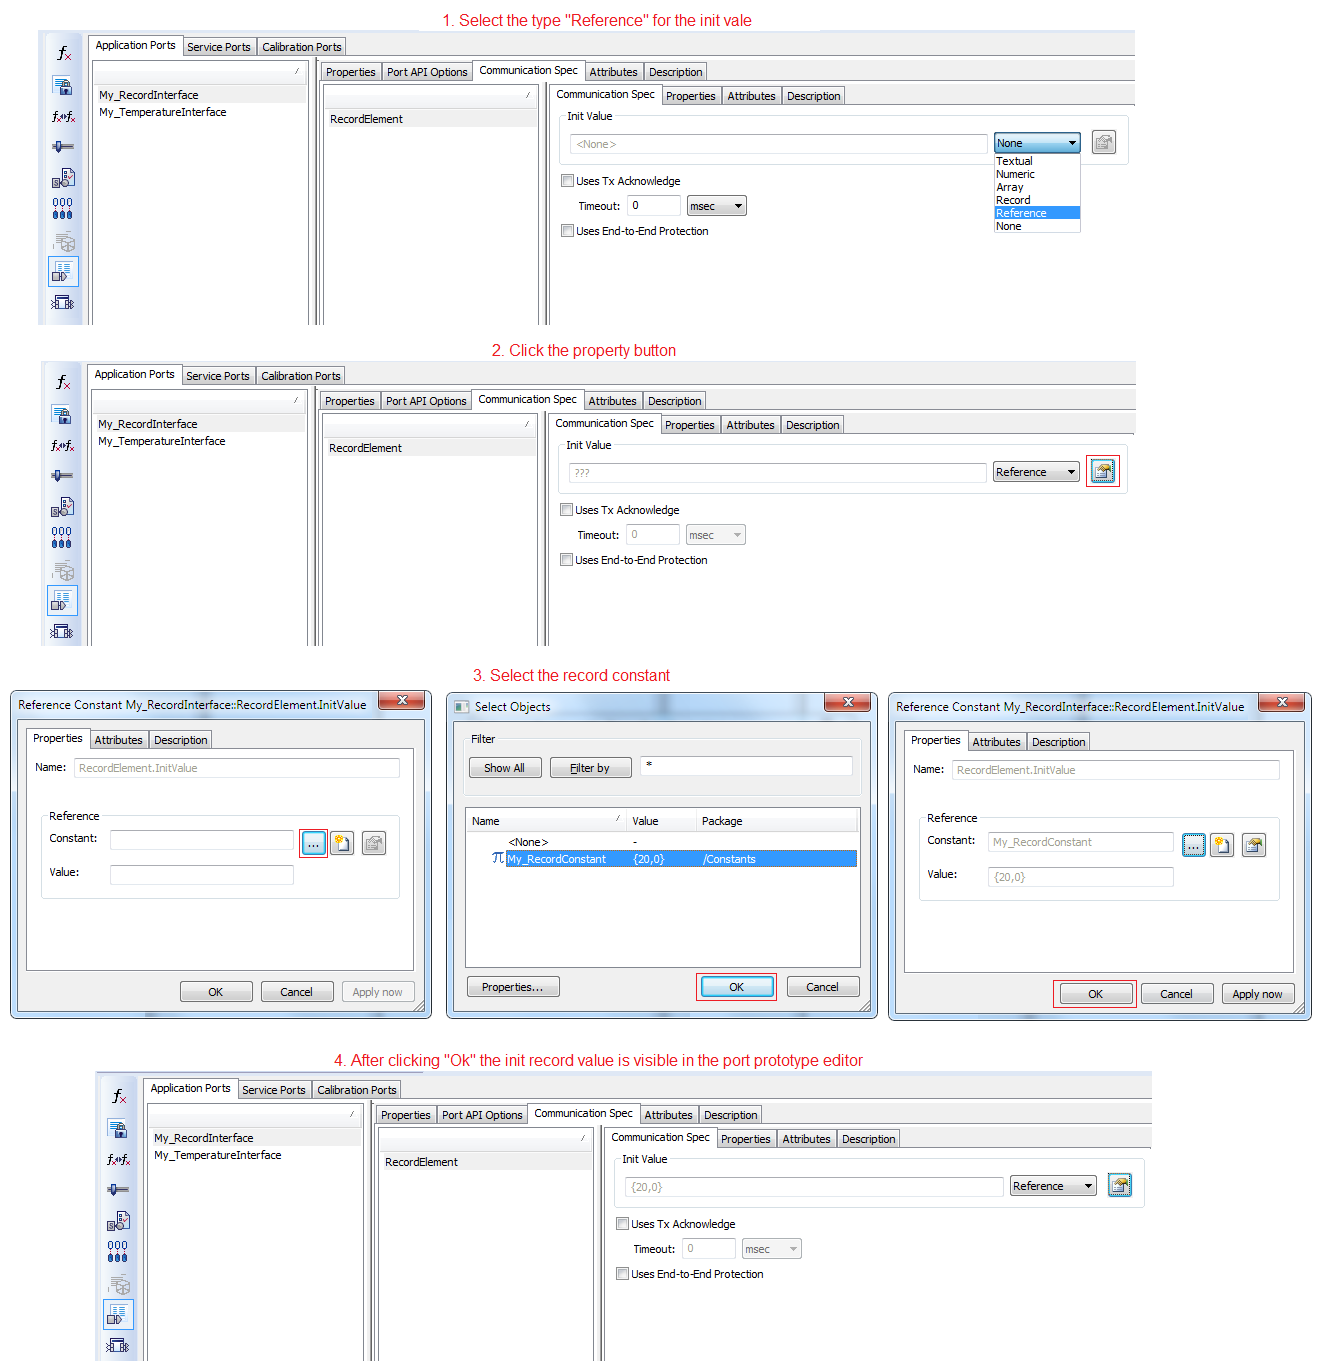 1. Select the type "Reference" for the init vale
Application Ports Service Ports Calibration Ports
Properties Port API Options Communication Spec Attributes Description
My_RecordInterface
My_TemperatureInterface
RecordElement
Communication Spec Properties Attributes Description
Init Value
<None> None
Textual
Numeric
Array
Record
Reference
None
Uses Tx Acknowledge
Timeout: 0 msec
Uses End-to-End Protection
2. Click the property button
Application Ports Service Ports Calibration Ports
Properties Port API Options Communication Spec Attributes Description
My_RecordInterface
My_TemperatureInterface
RecordElement
Communication Spec Properties Attributes Description
Init Value
??? Reference
Uses Tx Acknowledge
Timeout: 0 msec
Uses End-to-End Protection
3. Select the record constant
Reference Constant My_RecordInterface::RecordElement.InitValue
Properties Attributes Description
Name: RecordElement.InitValue
Reference
Constant: ...
Value:
OK Cancel Apply now
Select Objects
Filter
Show All Filter by *
Name Value Package
<None> -
My_RecordConstant {20,0} /Constants
Properties... OK Cancel
Reference Constant My_RecordInterface::RecordElement.InitValue
Properties Attributes Description
Name: RecordElement.InitValue
Reference
Constant: My_RecordConstant ...
Value: {20,0}
OK Cancel Apply now
4. After clicking "Ok" the init record value is visible in the port prototype editor
Application Ports Service Ports Calibration Ports
Properties Port API Options Communication Spec Attributes Description
My_RecordInterface
My_TemperatureInterface
RecordElement
Communication Spec Properties Attributes Description
Init Value
{20,0} Reference
Uses Tx Acknowledge
Timeout: 0 msec
Uses End-to-End Protection